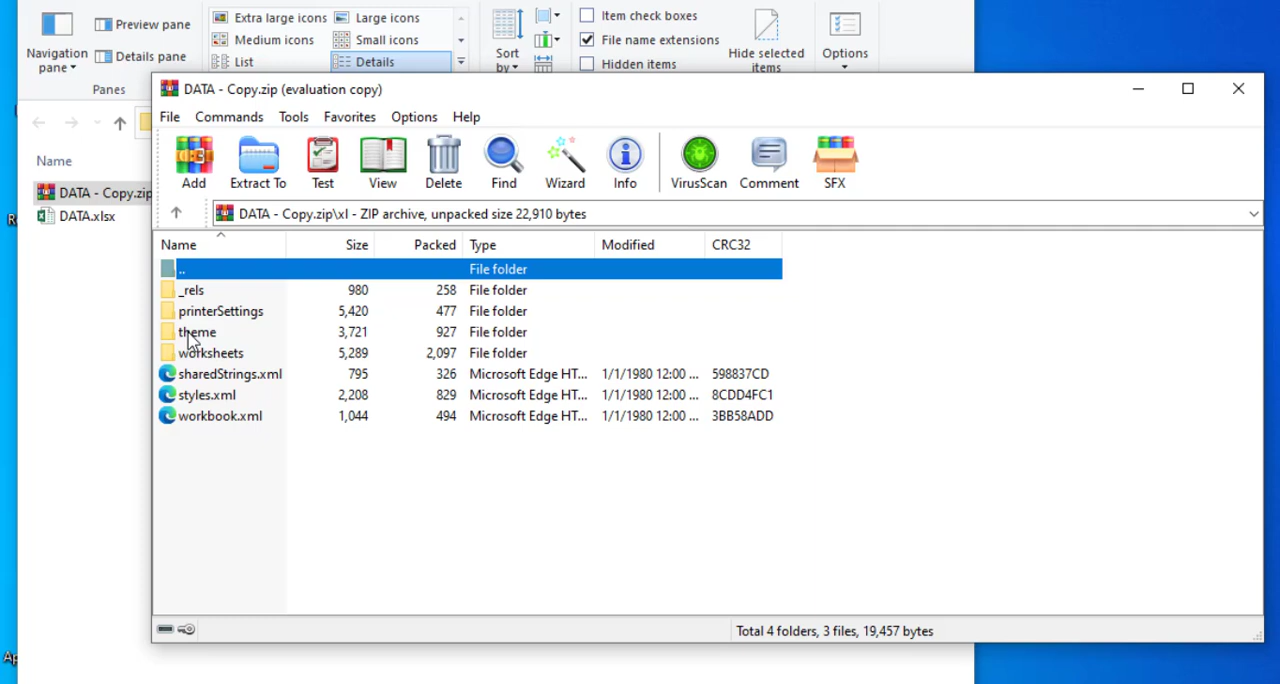 Preview pane
Navigation pane
Details pane
Panes
Extra large icons
Large icons
Medium icons
Small icons
List
Details
Sort by
Item check boxes
File name extensions
Hidden items
Hide selected items
Options
Name
DATA - Copy.zip
DATA.xlsx
DATA - Copy.zip (evaluation copy)
File Commands Tools Favorites Options Help
Add Extract To Test View Delete Find Wizard Info VirusScan Comment SFX
DATA - Copy.zip\xl - ZIP archive, unpacked size 22,910 bytes
Name Size Packed Type Modified CRC32
.. File folder
_rels 980 258 File folder
printerSettings 5,420 477 File folder
theme 3,721 927 File folder
worksheets 5,289 2,097 File folder
sharedStrings.xml 795 326 Microsoft Edge HT... 1/1/1980 12:00 ... 598837CD
styles.xml 2,208 829 Microsoft Edge HT... 1/1/1980 12:00 ... 8CDD4FC1
workbook.xml 1,044 494 Microsoft Edge HT... 1/1/1980 12:00 ... 3BB58ADD
Total 4 folders, 3 files, 19,457 bytes